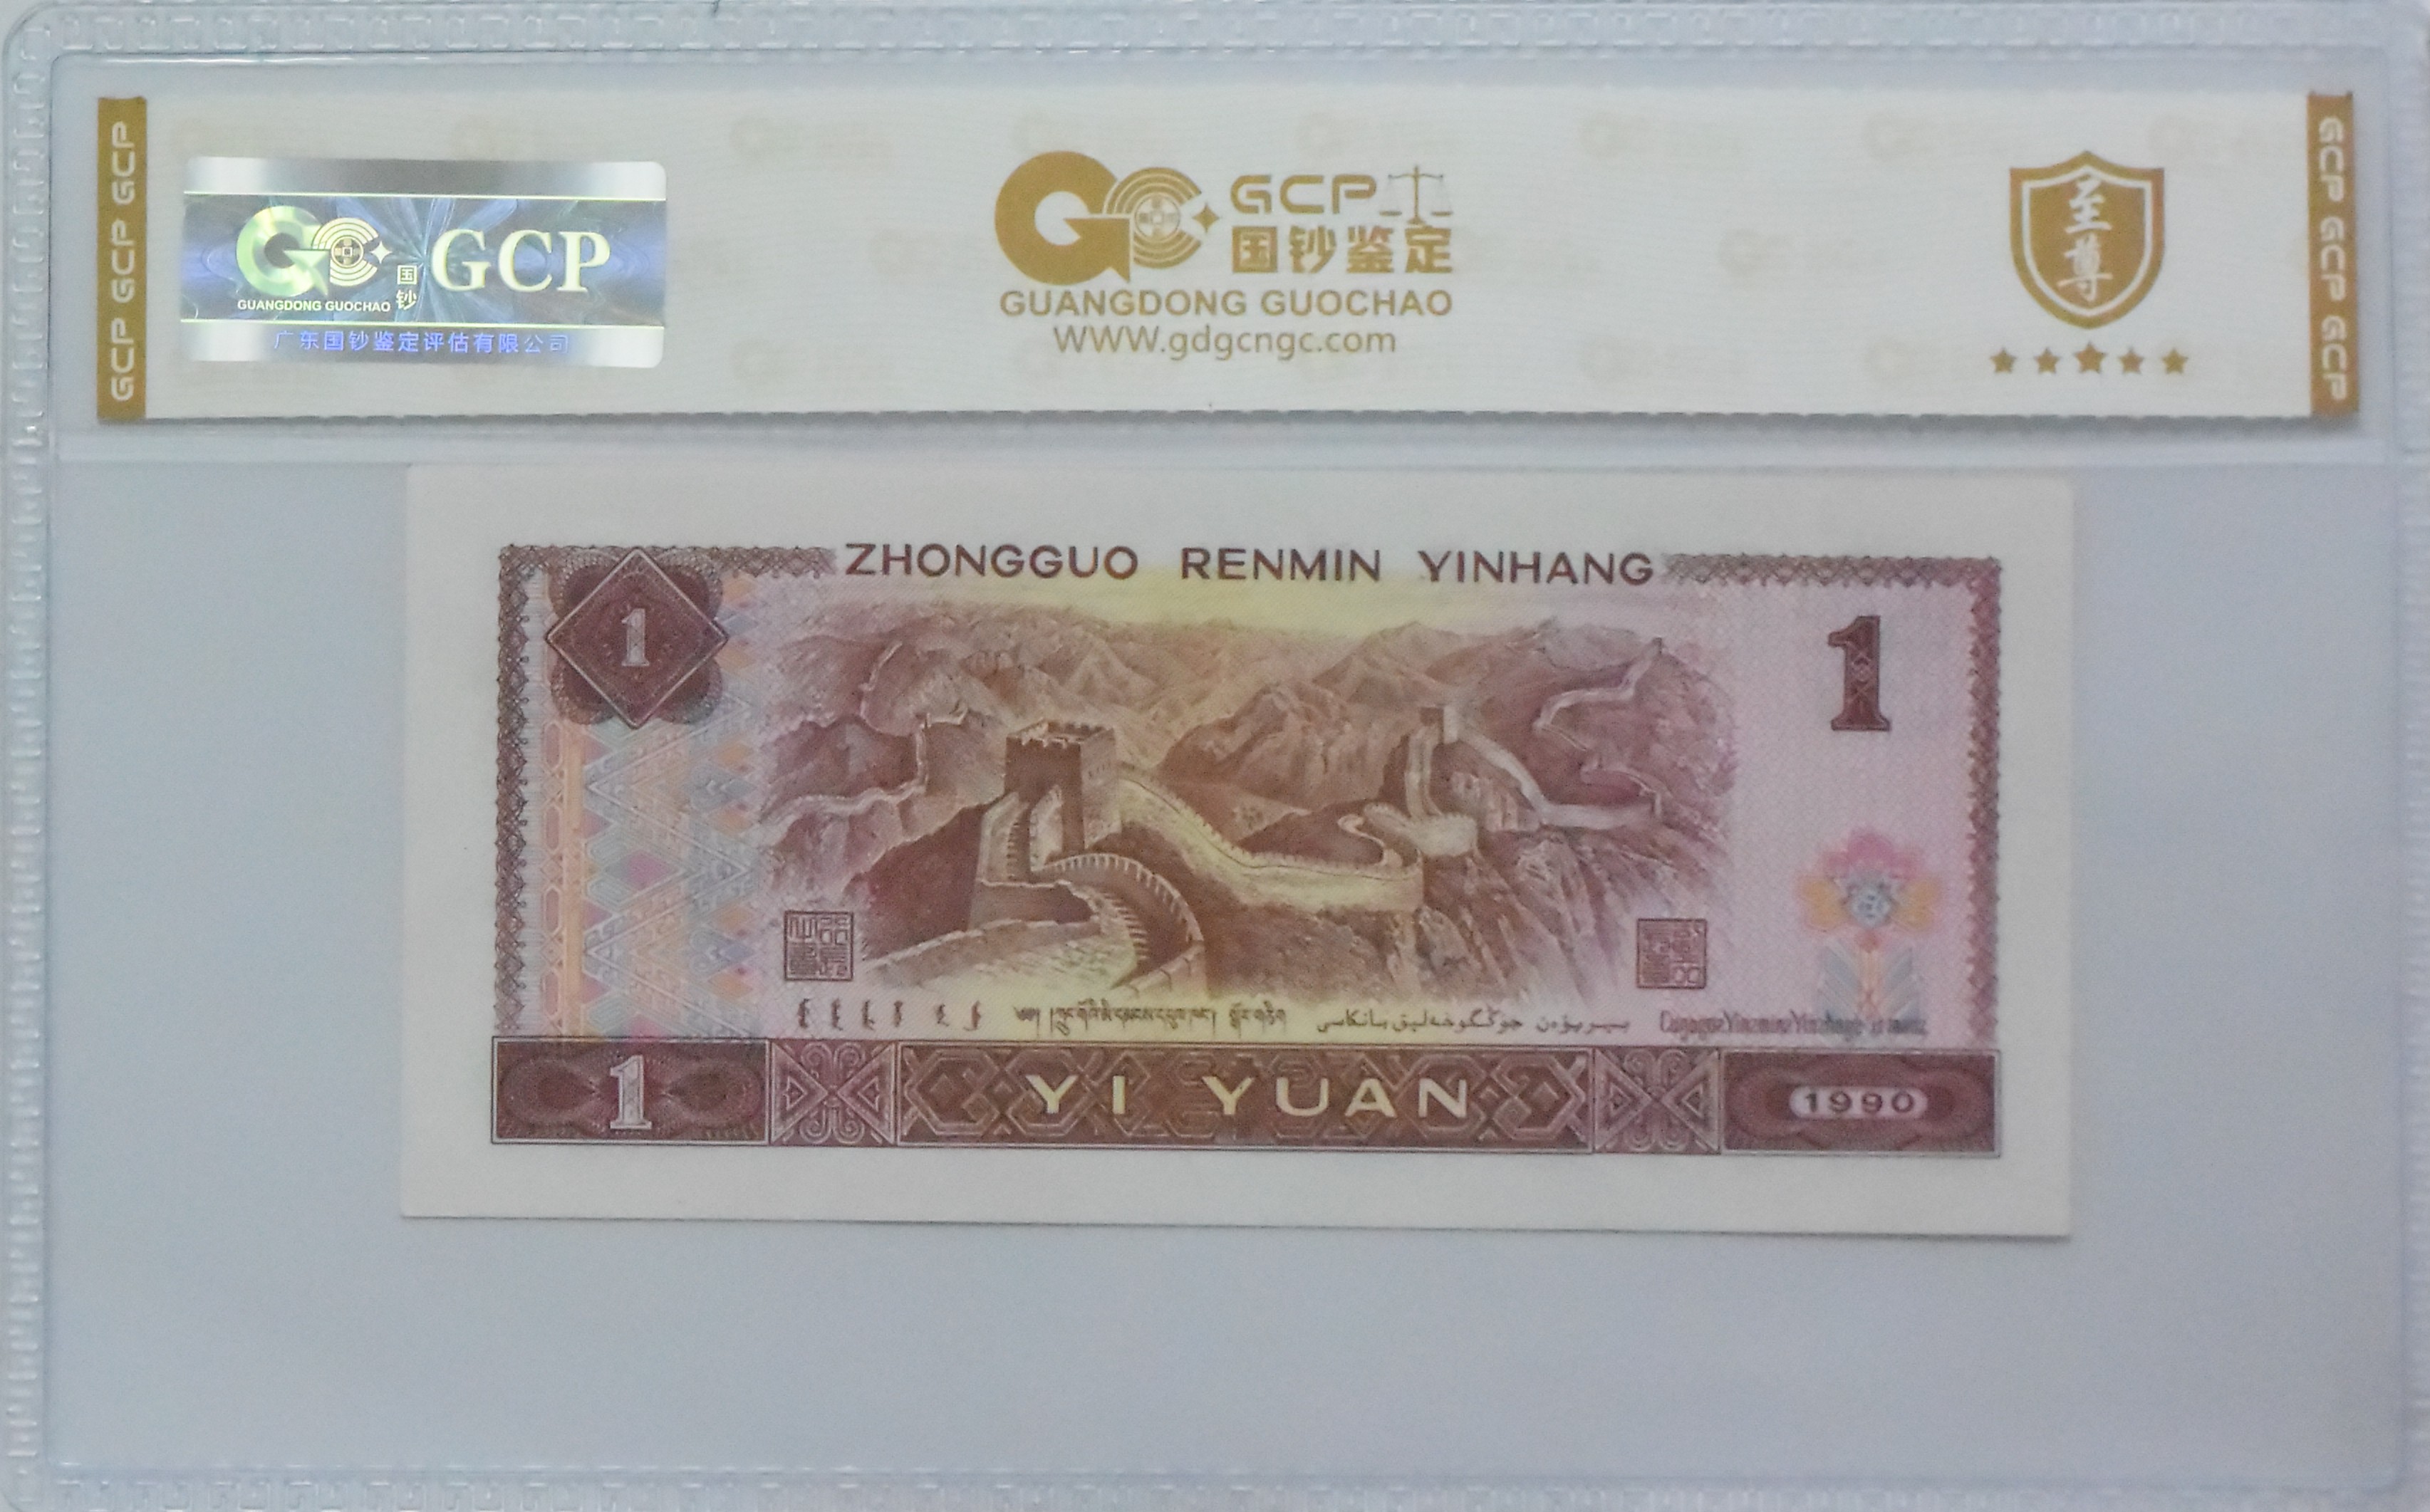 GCP GCP GCP
GCP
国钞
GUANGDONG GUOCHAO
广东国钞鉴定评估有限公司
GCP
国钞鉴定
GUANGDONG GUOCHAO
WWW.gdgcngc.com
至尊
GCP GCP GCP
ZHONGGUO RENMIN YINHANG
1
1
1
YI YUAN
1990